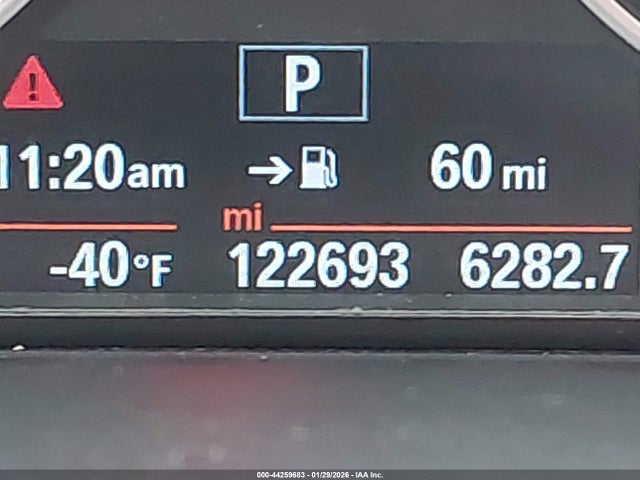 P
11:20am 60 mi
mi
-40°F 122693 6282.7
000-44259683 - 01/29/2026 - IAA Inc.